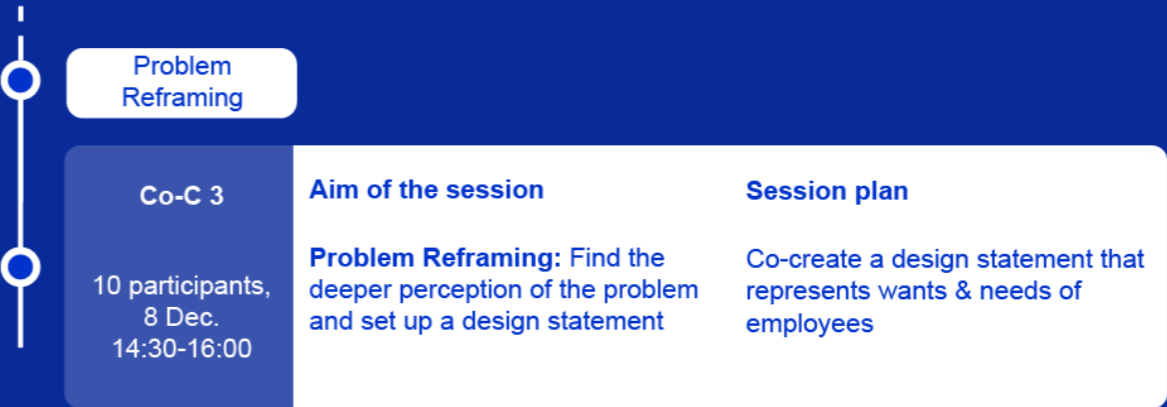 Problem
Reframing
Co-C 3
10 participants,
8 Dec.
14:30-16:00
Aim of the session
Problem Reframing: Find the
deeper perception of the problem
and set up a design statement
Session plan
Co-create a design statement that
represents wants & needs of
employees